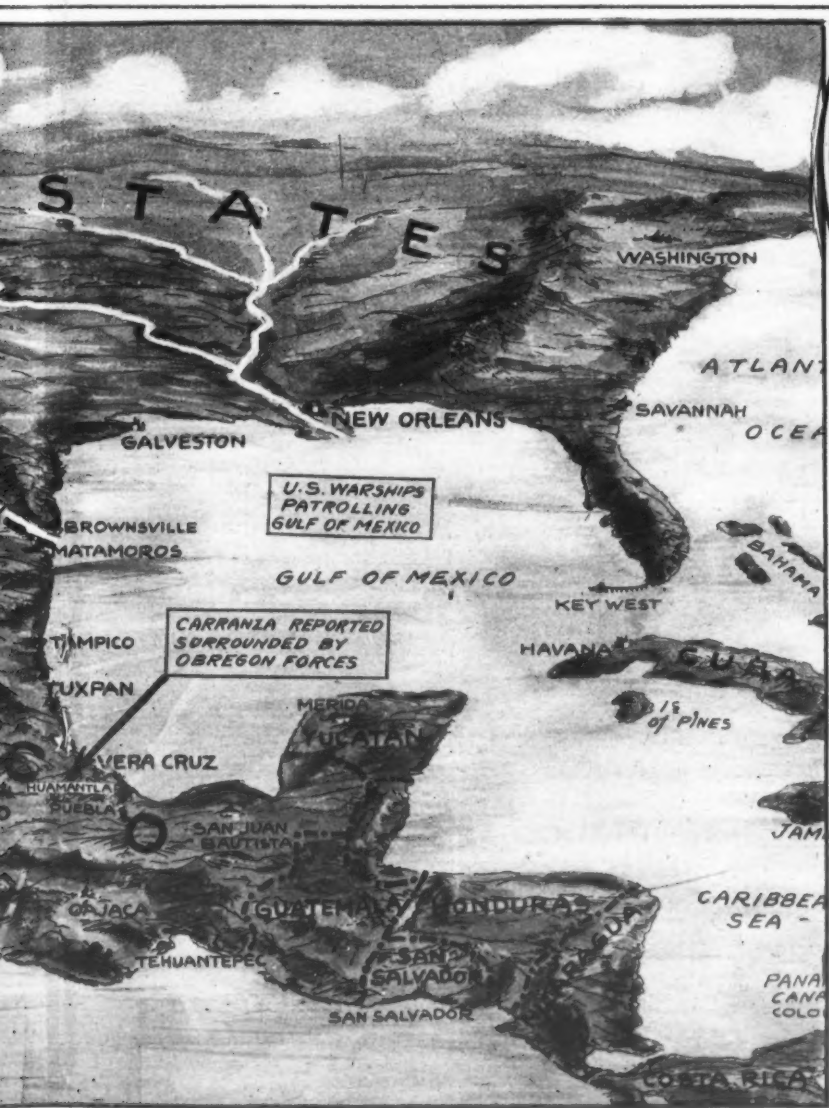 STATES
WASHINGTON
ATLANT
OCEA
SAVANNAH
NEW ORLEANS
GALVESTON
U.S. WARSHIPS
PATROLLING
GULF OF MEXICO
BROWNSVILLE
MATAMOROS
GULF OF MEXICO
BAHAMA
KEY WEST
CARRANZA REPORTED
SURROUNDED BY
OBREGON FORCES
TAMPICO
HAVANA
CUBA
TUXPAN
MERIDA
YUCATAN
IS
of PINES
VERA CRUZ
C
HUAMANTLA
PUEBLA
O
SAN JUAN
BAUTISTA
JAM
OAJACA
GUATEMALA
HONDURAS
CARIBBEA
SEA
TEHUANTEPEC
SAN
SALVADOR
RAGUA
SAN SALVADOR
PANA
CANA
COLO
COSTA RICA